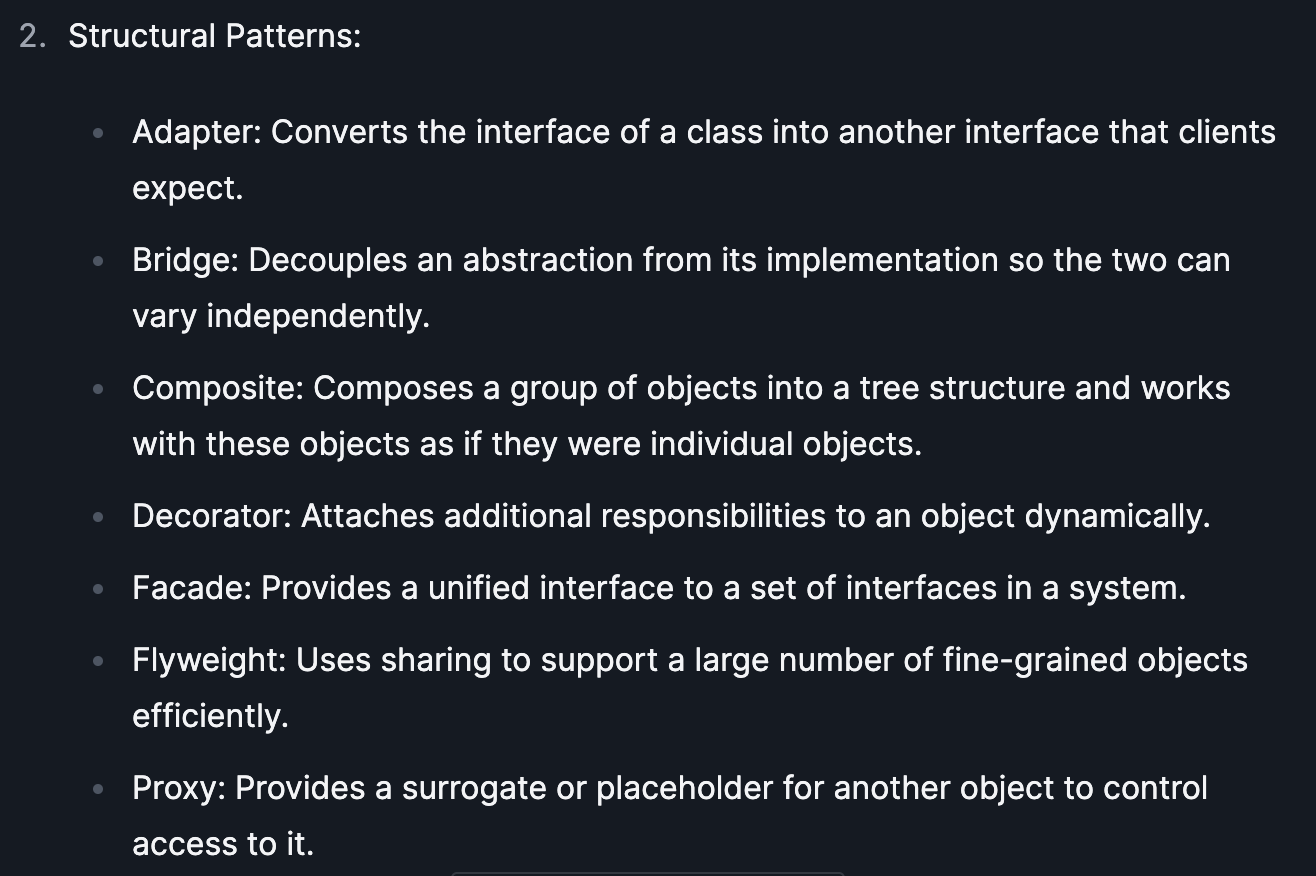 2. Structural Patterns:
• Adapter: Converts the interface of a class into another interface that clients
expect.
• Bridge: Decouples an abstraction from its implementation so the two can
vary independently.
• Composite: Composes a group of objects into a tree structure and works
with these objects as if they were individual objects.
• Decorator: Attaches additional responsibilities to an object dynamically.
• Facade: Provides a unified interface to a set of interfaces in a system.
• Flyweight: Uses sharing to support a large number of fine-grained objects
efficiently.
• Proxy: Provides a surrogate or placeholder for another object to control
access to it.